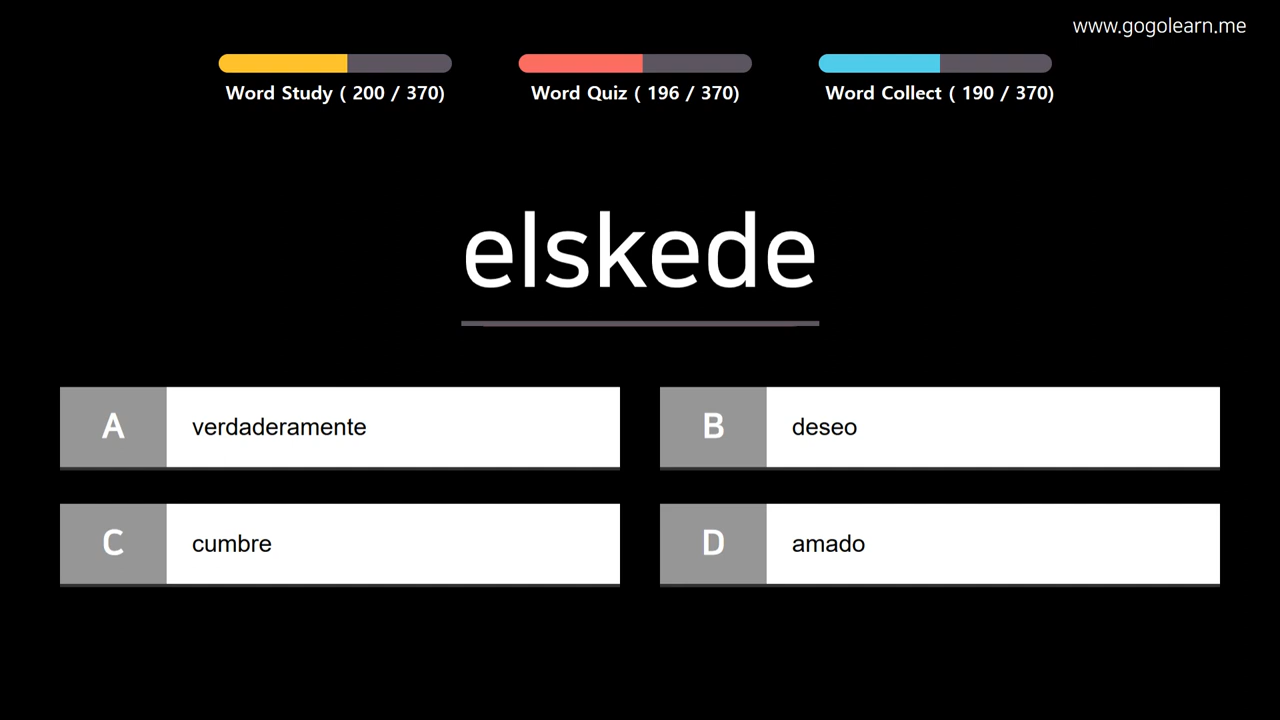 www.gogolearn.me
Word Study ( 200 / 370)
Word Quiz ( 196 / 370)
Word Collect ( 190 / 370)
elskede
A verdaderamente
B deseo
C cumbre
D amado